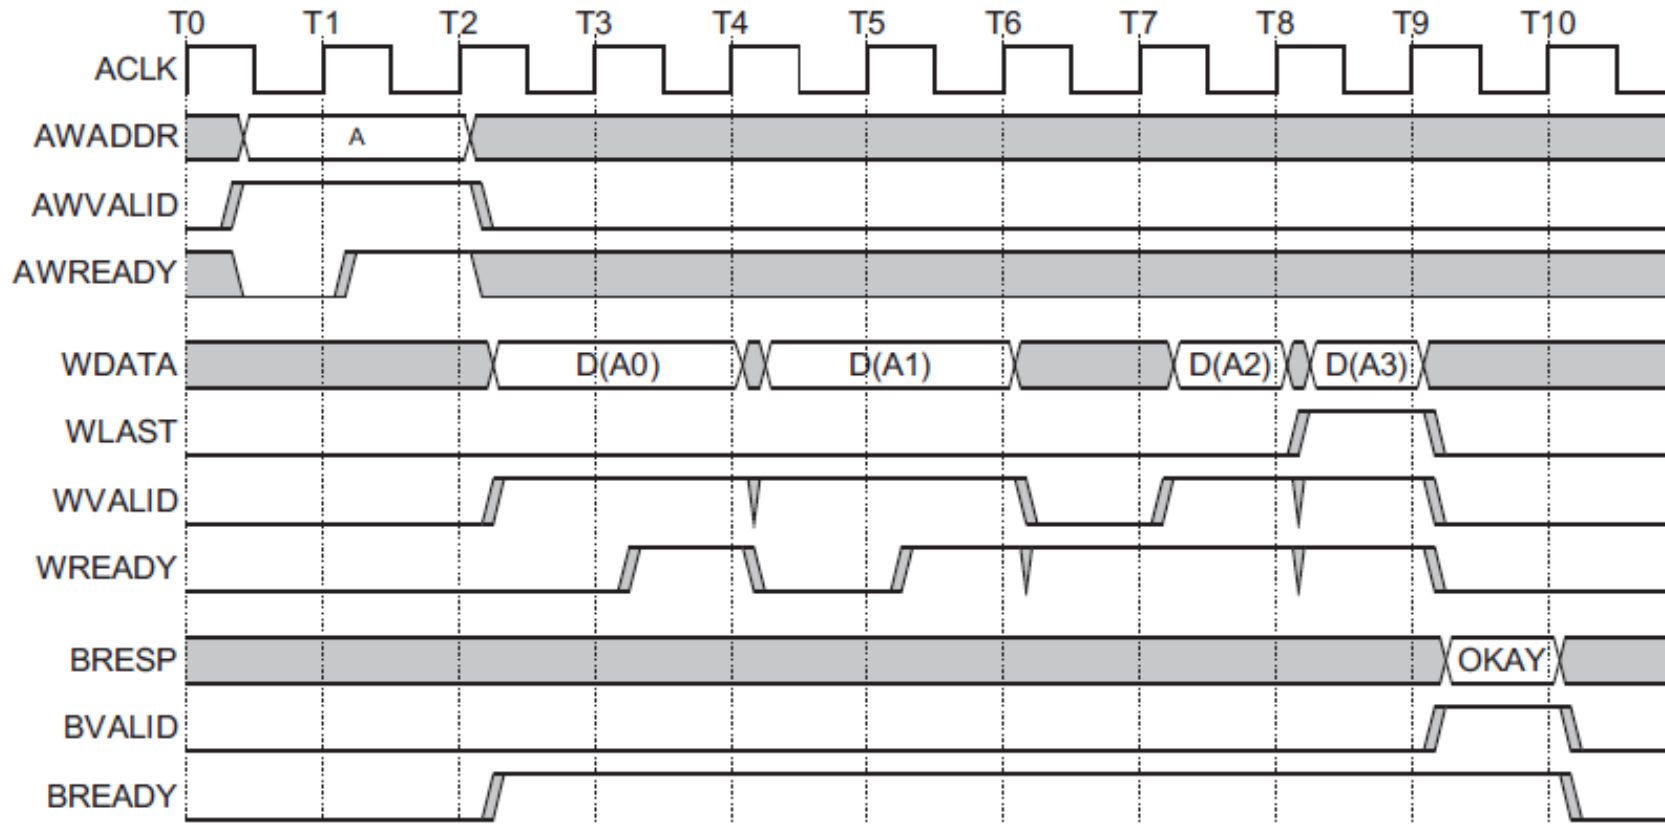 T0 T1 T2 T3 T4 T5 T6 T7 T8 T9 T10
ACLK
AWADDR A
AWVALID
AWREADY
WDATA D(A0) D(A1) D(A2) D(A3)
WLAST
WVALID
WREADY
BRESP OKAY
BVALID
BREADY